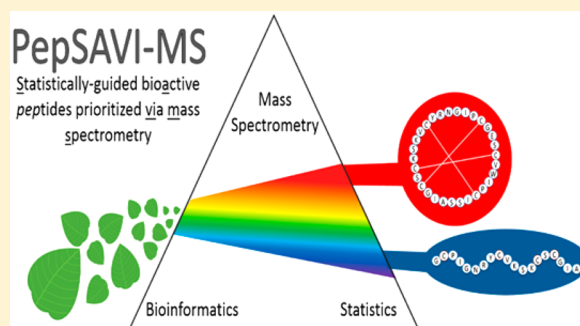 PepSAVI-MS
Statistically-guided bioactive
peptides prioritized via mass
spectrometry
Mass
Spectrometry
Bioinformatics
Statistics